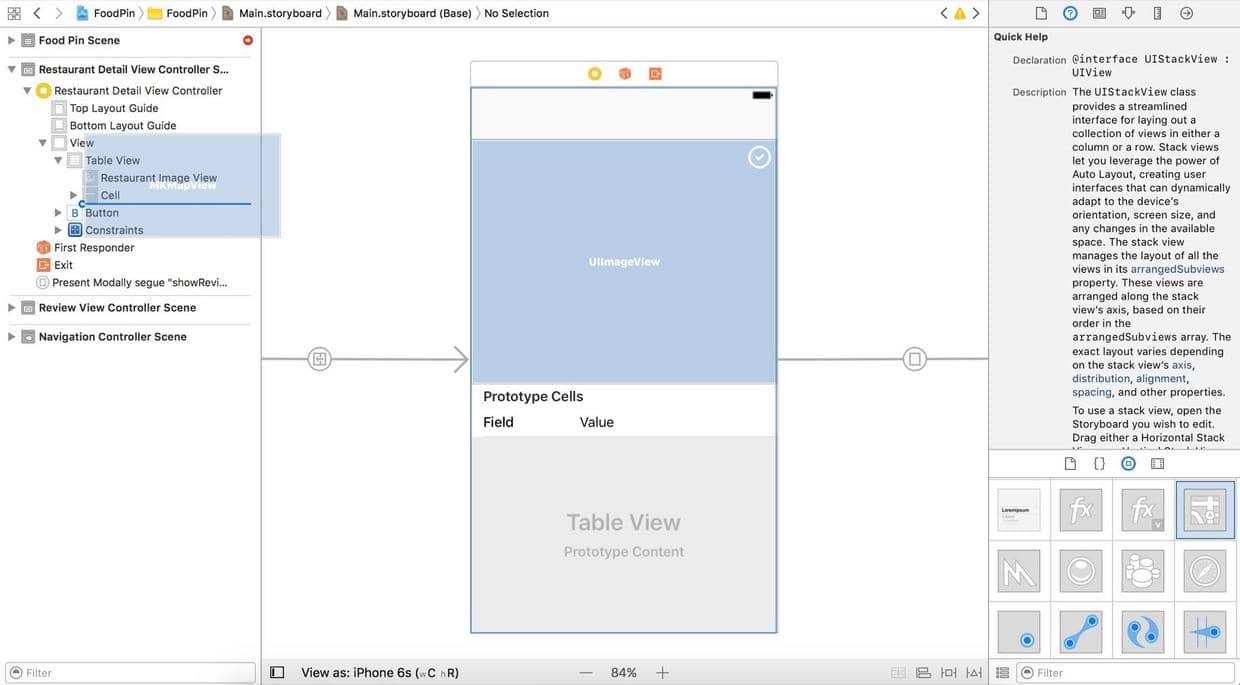 FoodPin
FoodPin
Main.storyboard
Main.storyboard (Base)
No Selection
Food Pin Scene
Restaurant Detail View Controller S...
Restaurant Detail View Controller
Top Layout Guide
Bottom Layout Guide
View
Table View
Restaurant Image View
MKMapView
Cell
B
Button
Constraints
First Responder
Exit
Present Modally segue "showRevi...
Review View Controller Scene
Navigation Controller Scene
Filter
UIImageView
Prototype Cells
Field
Value
Table View
Prototype Content
View as: iPhone 6s (wC hR)
84%
Quick Help
Declaration
@interface UIStackView :
UIView
Description
The UIStackView class
provides a streamlined
interface for laying out a
collection of views in either a
column or a row. Stack views
let you leverage the power of
Auto Layout, creating user
interfaces that can dynamically
adapt to the device's
orientation, screen size, and
any changes in the available
space. The stack view
manages the layout of all the
views in its arrangedSubviews
property. These views are
arranged along the stack
view's axis, based on their
order in the
arrangedSubviews array. The
exact layout varies depending
on the stack view's axis,
distribution, alignment,
spacing, and other properties.
To use a stack view, open the
Storyboard you wish to edit.
Drag either a Horizontal Stack
{}
fx
fx
v
Filter